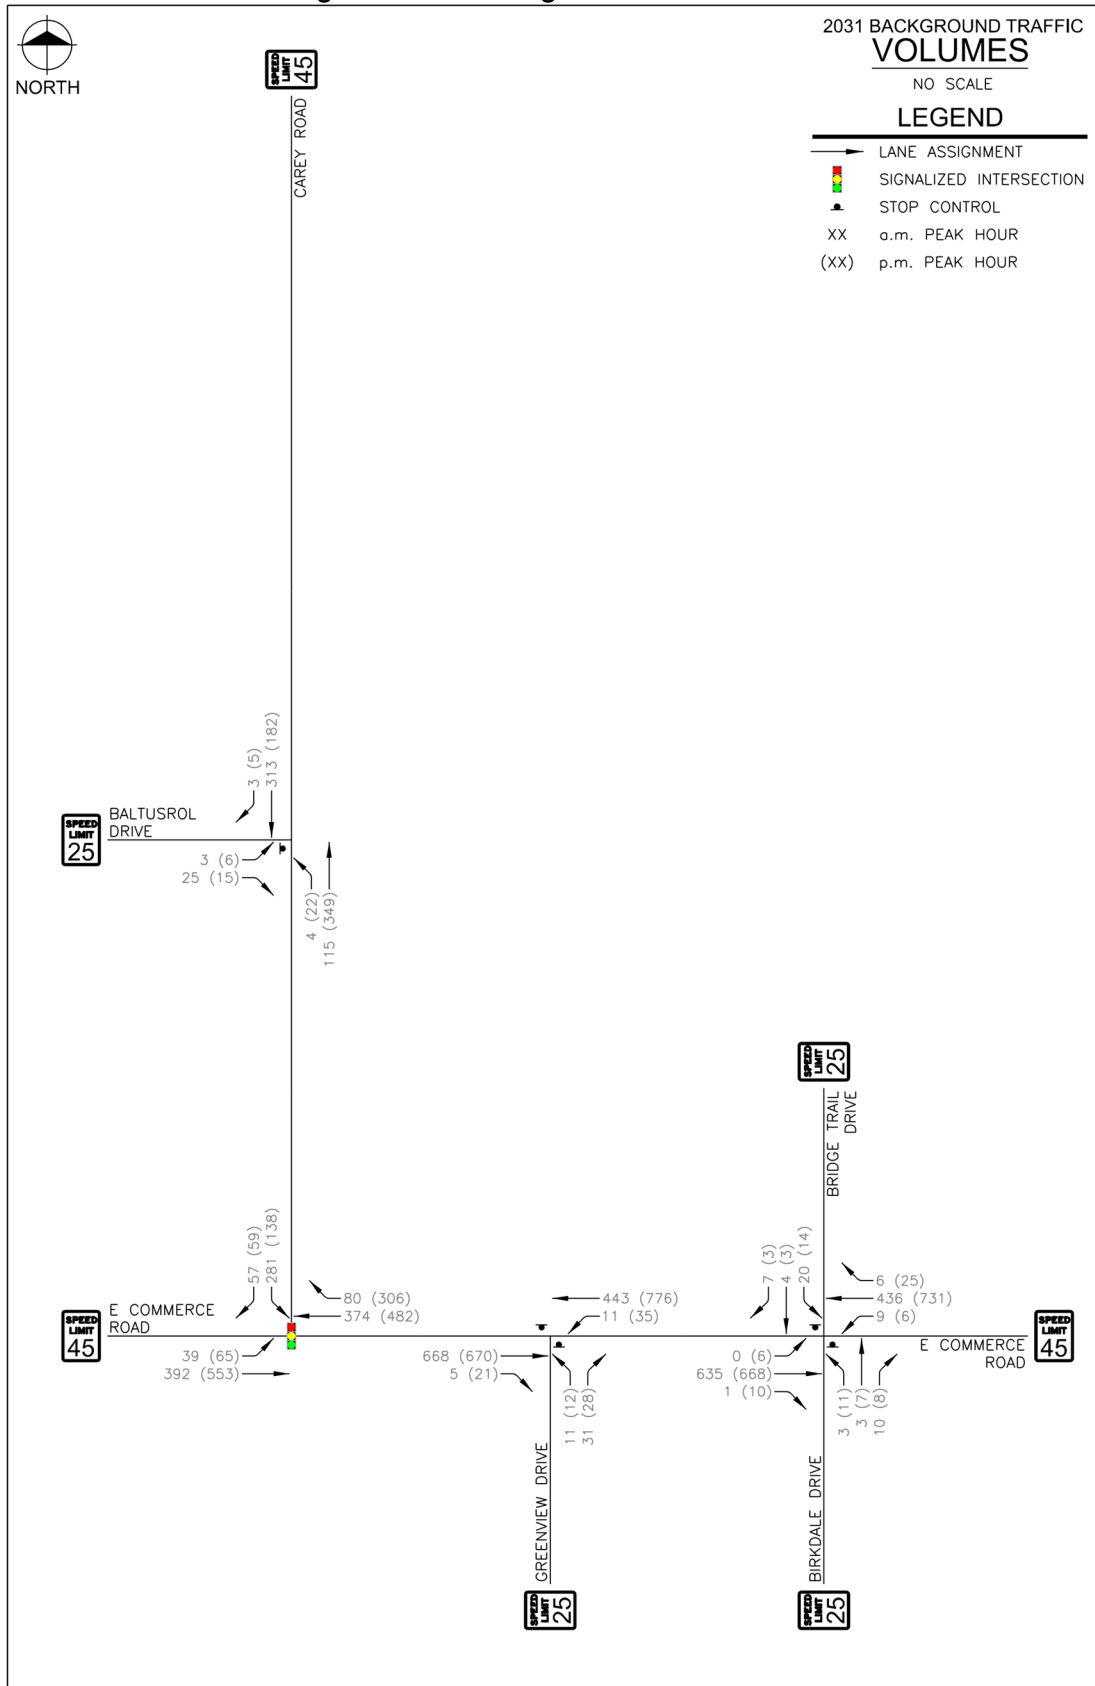 2031 BACKGROUND TRAFFIC
VOLUMES
NO SCALE
LEGEND
LANE ASSIGNMENT
SIGNALIZED INTERSECTION
STOP CONTROL
XX a.m. PEAK HOUR
(XX) p.m. PEAK HOUR
NORTH
SPEED
LIMIT
45
CAREY ROAD
3 (5)
313 (182)
SPEED
LIMIT
25
BALTUSROL
DRIVE
3 (6)
25 (15)
4 (22)
115 (349)
SPEED
LIMIT
25
BRIDGE TRAIL
DRIVE
57 (59)
281 (138)
80 (306)
374 (482)
SPEED
LIMIT
45
E COMMERCE
ROAD
39 (65)
392 (553)
443 (776)
11 (35)
668 (670)
5 (21)
11 (12)
31 (28)
7 (3)
4 (3)
20 (14)
6 (25)
436 (731)
9 (6)
0 (6)
635 (668)
1 (10)
3 (11)
3 (7)
10 (8)
E COMMERCE
ROAD
SPEED
LIMIT
45
GREENVIEW DRIVE
SPEED
LIMIT
25
BIRKDALE DRIVE
SPEED
LIMIT
25